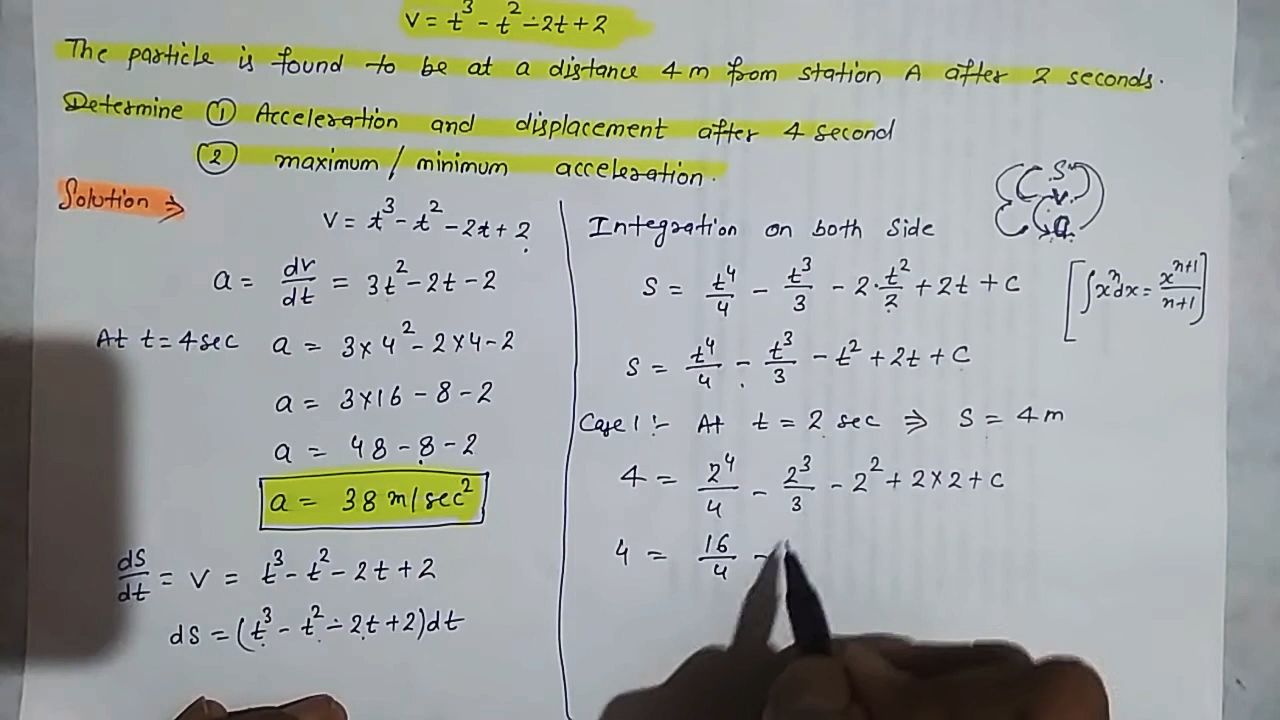 v = t³ - t² - 2t + 2
The particle is found to be at a distance 4 m from station A after 2 seconds.
Determine ① Acceleration and displacement after 4 second
② maximum / minimum acceleration.
Solution ⇒
v = t³ - t² - 2t + 2
a = dv/dt = 3t² - 2t - 2
At t = 4 sec a = 3 × 4² - 2 × 4 - 2
a = 3 × 16 - 8 - 2
a = 48 - 8 - 2
a = 38 m/sec²
ds/dt = v = t³ - t² - 2t + 2
ds = (t³ - t² - 2t + 2)dt
Integration on both side
S
v
a
S = t⁴/4 - t³/3 - 2·t²/2 + 2t + C
[∫xⁿdx = xⁿ⁺¹/n+1]
S = t⁴/4 - t³/3 - t² + 2t + C
Case 1 :- At t = 2 sec ⇒ S = 4 m
4 = 2⁴/4 - 2³/3 - 2² + 2 × 2 + C
4 = 16/4 -